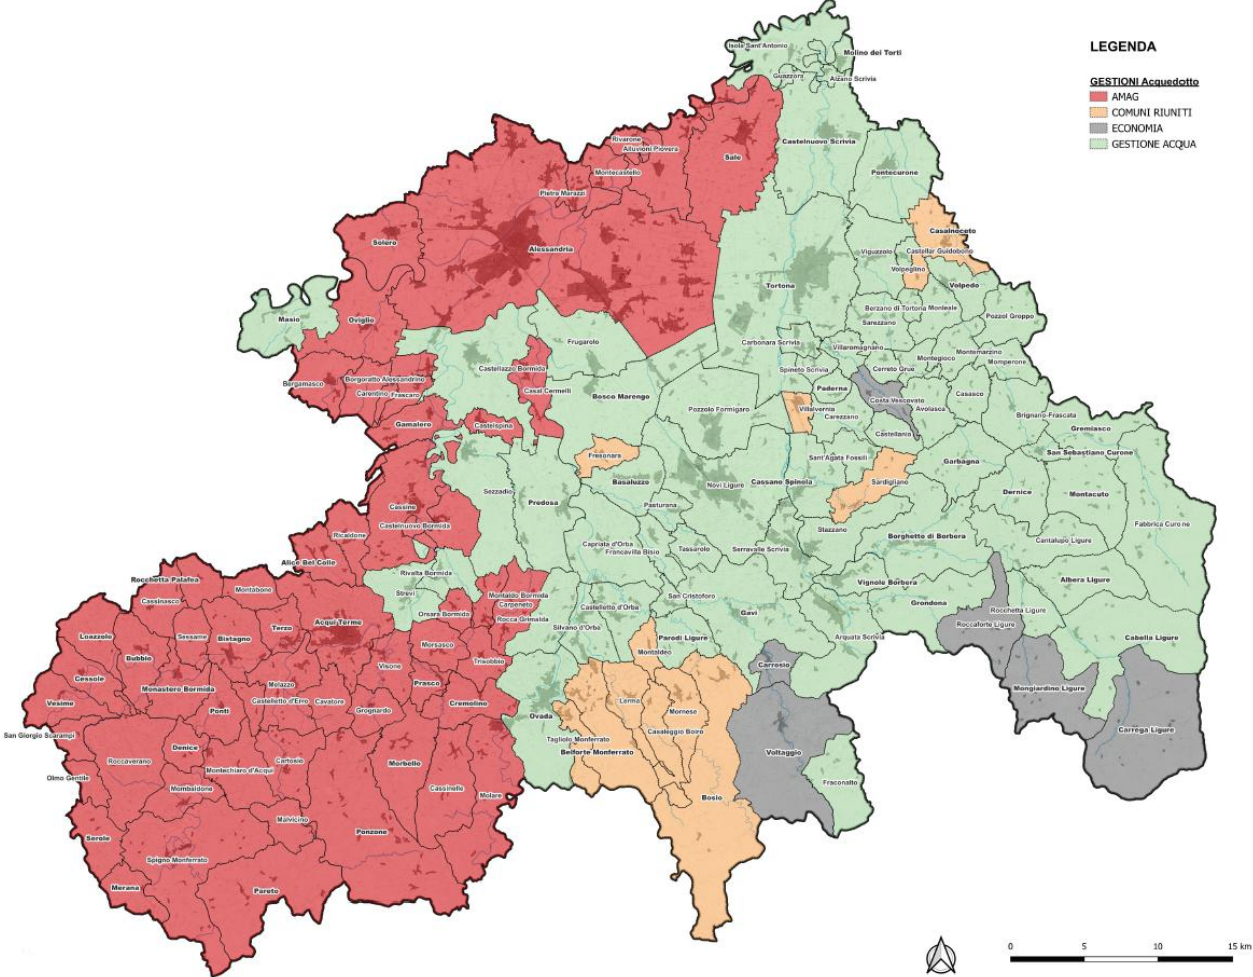 LEGENDA
GESTIONI Acquedotto
AMAG
COMUNI RIUNITI
ECONOMIA
GESTIONE ACQUA
Isola Sant'Antonio
Molino dei Torti
Guazzora
Alzano Scrivia
Rivarone
Alluvioni Piovera
Castelnuovo Scrivia
Sale
Montecastello
Pontecurone
Pietra Marazzi
Casalnoceto
Solero
Alessandria
Viguzzolo
Castellar Guidobono
Volpeglino
Tortona
Volpedo
Berzano di Tortona
Monleale
Masio
Oviglio
Sarezzano
Pozzol Groppo
Frugarolo
Carbonara Scrivia
Villaromagnano
Montemarzino
Montegioco
Momperone
Castellazzo Bormida
Spineto Scrivia
Cerreto Grue
Bergamasco
Borgoratto Alessandrino
Casal Cermelli
Paderna
Carentino
Frascaro
Bosco Marengo
Costa Vescovato
Casasco
Pozzolo Formigaro
Villalvernia
Avolasca
Carezzano
Brignano-Frascata
Gamalero
Castelspina
Castellania
Gremiasco
Fresonara
Sant'Agata Fossili
Garbagna
San Sebastiano Curone
Basaluzzo
Novi Ligure
Cassano Spinola
Sardigliano
Sezzadio
Predosa
Dernice
Montacuto
Cassine
Pasturana
Fabbrica Curone
Castelnuovo Bormida
Stazzano
Ricaldone
Capriata d'Orba
Francavilla Bisio
Tassarolo
Serravalle Scrivia
Borghetto di Borbera
Cantalupo Ligure
Alice Bel Colle
Rivalta Bormida
Rocchetta Palafea
Montabone
Strevi
Montaldo Bormida
Carpeneto
San Cristoforo
Vignole Borbera
Albera Ligure
Cassinasco
Orsara Bormida
Rocca Grimalda
Castelletto d'Orba
Gavi
Grondona
Rocchetta Ligure
Loazzolo
Sessame
Bistagno
Terzo
Acqui Terme
Silvano d'Orba
Parodi Ligure
Arquata Scrivia
Roccaforte Ligure
Cabella Ligure
Bubbio
Morsasco
Trisobbio
Montaldeo
Carrosio
Cessole
Monastero Bormida
Melazzo
Visone
Prasco
Mongiardino Ligure
Vesime
Ponti
Castelletto d'Erro
Cavatore
Grognardo
Cremolino
Ovada
Lerma
Mornese
San Giorgio Scarampi
Casaleggio Boiro
Carrega Ligure
Denice
Tagliolo Monferrato
Belforte Monferrato
Voltaggio
Roccaverano
Montechiaro d'Acqui
Cartosio
Morbello
Olmo Gentile
Mombaldone
Cassinelle
Molare
Bosio
Fraconalto
Malvicino
Serole
Ponzone
Spigno Monferrato
Merana
Pareto
0 5 10 15 km